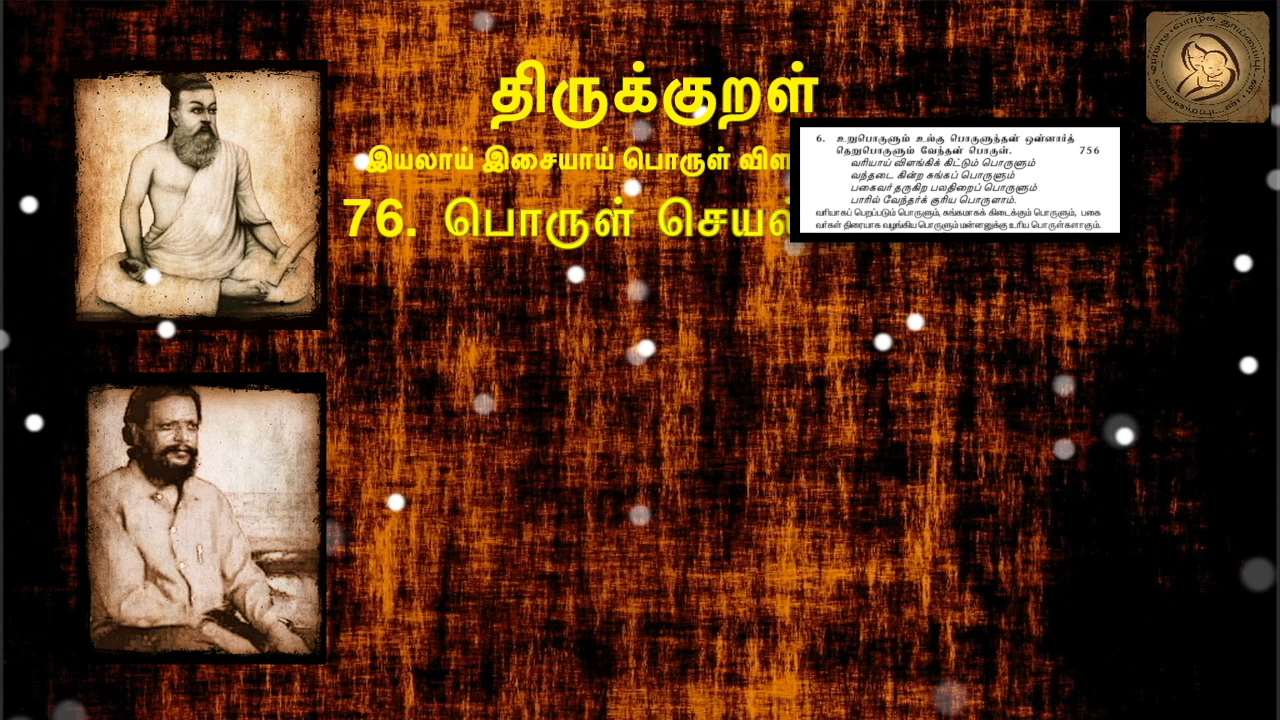 திருக்குறள்
இயலாய் இசையாய் பொருள்
76. பொருள்
6. உறுபொருளும் உல்கு பொருளுந்தன் ஒன்னார்த்
தெறுபொருளும் வேந்தன் பொருள். 756
வரியாய் விளங்கிக் கிட்டும் பொருளும்
வந்தடை கின்ற சுங்கப் பொருளும்
பகைவர் தருகிற பலதிறைப் பொருளும்
பாரில் வேந்தர்க் குரிய பொருளாம்.
வரியாகப் பெறப்படும் பொருளும், சுங்கமாகக் கிடைக்கும் பொருளும், பகை
வர்கள் திரையாக வழங்கிய பொருளும் மன்னனுக்கு உரிய பொருள்களாகும்.